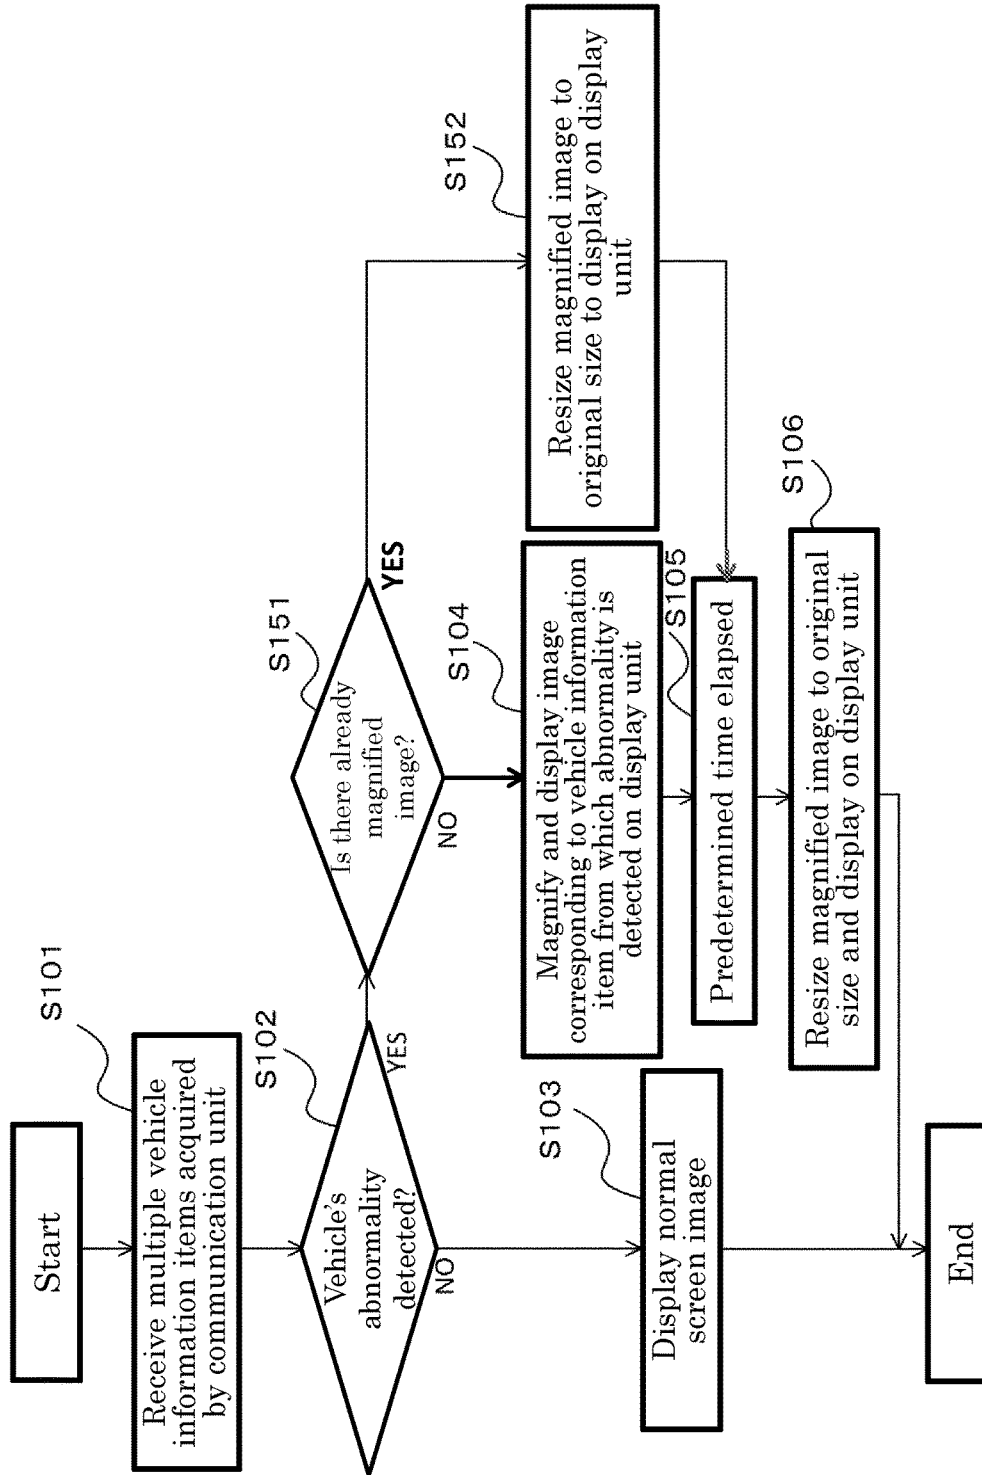 Start
S101
Receive multiple vehicle
information items acquired
by communication unit
S102
Vehicle's
abnormality
detected?
YES
NO
S151
Is there already
magnified
image?
YES
NO
S103
Display normal
screen image
S104
Magnify and display image
corresponding to vehicle information
item from which abnormality is
detected on display unit
S152
Resize magnified image to
original size to display on display
unit
S105
Predetermined time elapsed
S106
Resize magnified image to original
size and display on display unit
End